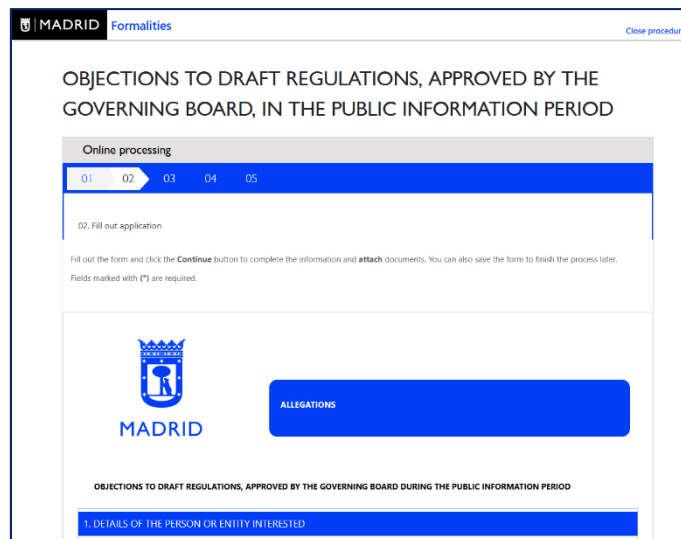 MADRID Formalities
Close procedur
OBJECTIONS TO DRAFT REGULATIONS, APPROVED BY THE
GOVERNING BOARD, IN THE PUBLIC INFORMATION PERIOD
Online processing
01 02 03 04 05
02. Fill out application
Fill out the form and click the Continue button to complete the information and attach documents. You can also save the form to finish the process later.
Fields marked with (*) are required.
MADRID
ALLEGATIONS
OBJECTIONS TO DRAFT REGULATIONS, APPROVED BY THE GOVERNING BOARD DURING THE PUBLIC INFORMATION PERIOD
1. DETAILS OF THE PERSON OR ENTITY INTERESTED